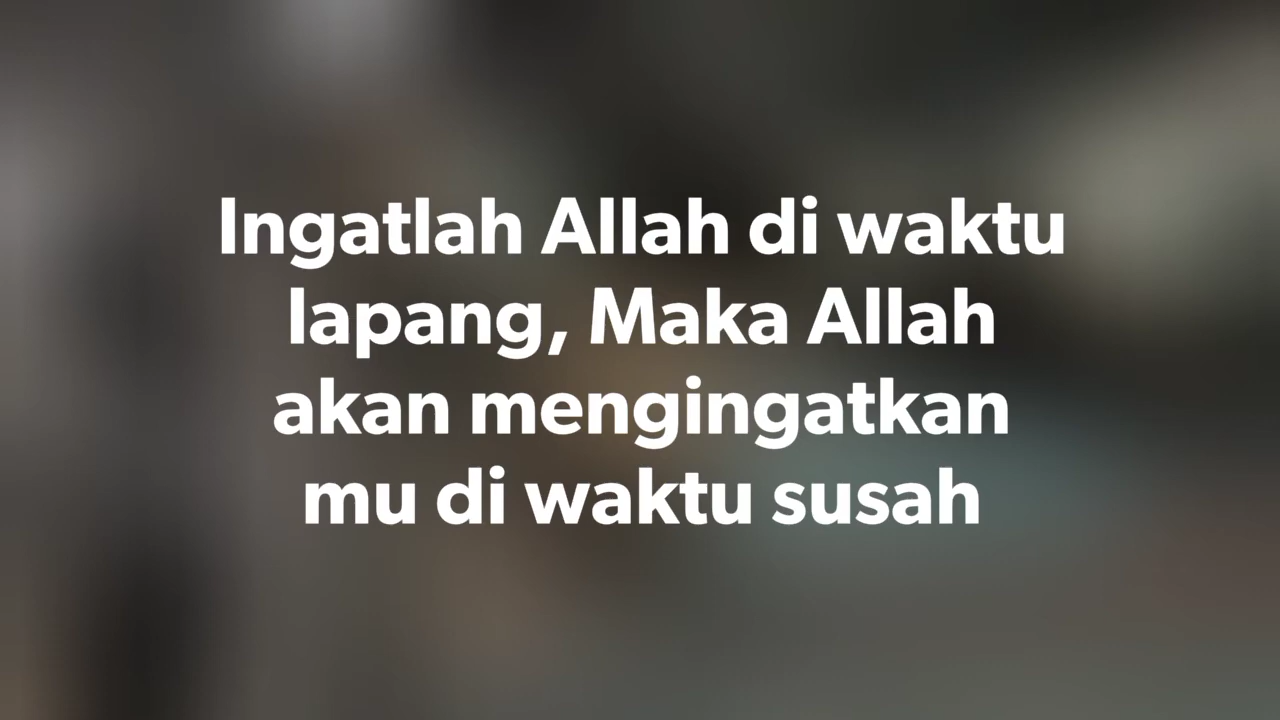 Ingatlah Allah di waktu
lapang, Maka Allah
akan mengingatkan
mu di waktu susah